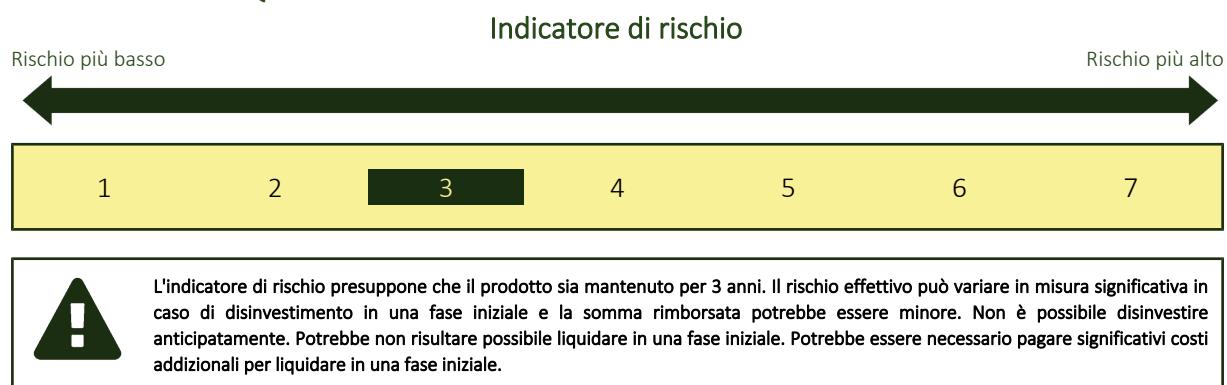 Indicatore di rischio
Rischio più basso
Rischio più alto
1 2 3 4 5 6 7
L'indicatore di rischio presuppone che il prodotto sia mantenuto per 3 anni. Il rischio effettivo può variare in misura significativa in
caso di disinvestimento in una fase iniziale e la somma rimborsata potrebbe essere minore. Non è possibile disinvestire
anticipatamente. Potrebbe non risultare possibile liquidare in una fase iniziale. Potrebbe essere necessario pagare significativi costi
addizionali per liquidare in una fase iniziale.